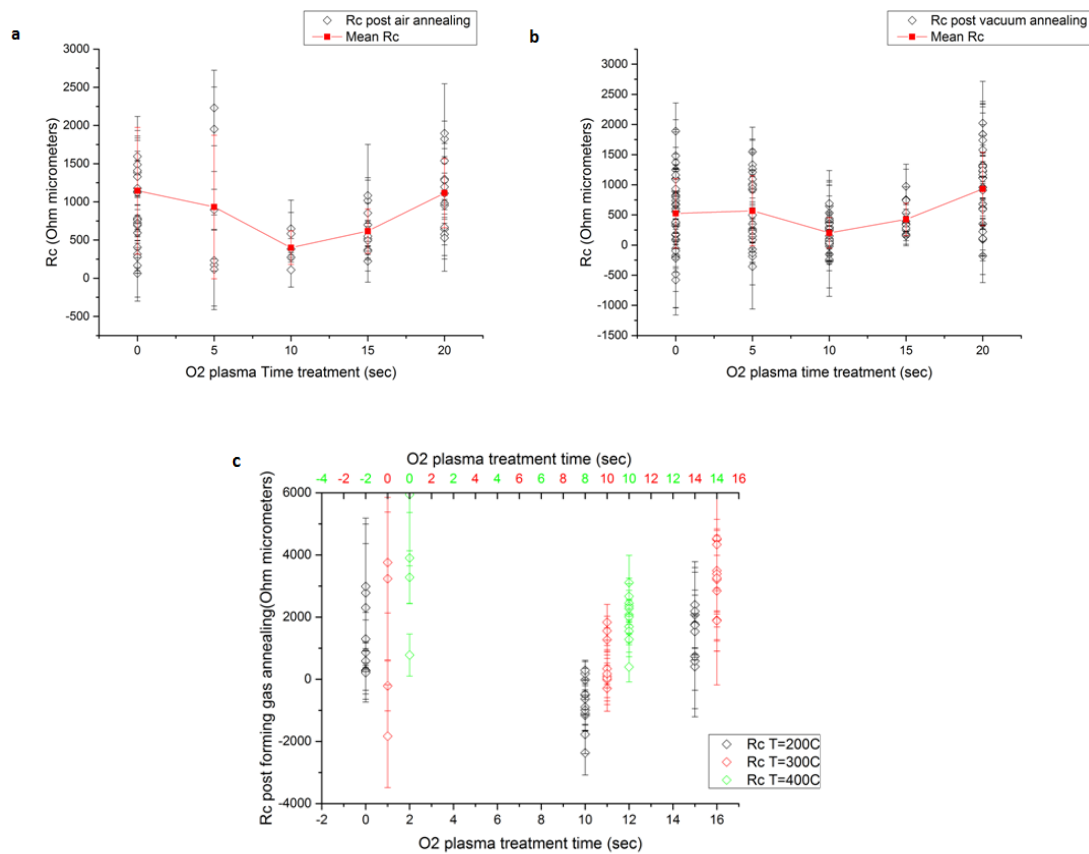 a
Rc post air annealing
Mean Rc
3000
2500
2000
1500
1000
500
0
-500
Rc (Ohm micrometers)
0 5 10 15 20
O2 plasma Time treatment (sec)
b
Rc post vacuum annealing
Mean Rc
3000
2500
2000
1500
1000
500
0
-500
-1000
-1500
Rc (Ohm micrometers)
0 5 10 15 20
O2 plasma time treatment (sec)
c
O2 plasma treatment time (sec)
-4 -2 -2 0 0 2 2 4 4 6 6 8 8 10 10 12 12 14 14 16
6000
4000
2000
0
-2000
-4000
Rc post forming gas annealing(Ohm micrometers)
Rc T=200C
Rc T=300C
Rc T=400C
-2 0 2 4 6 8 10 12 14 16
O2 plasma treatment time (sec)